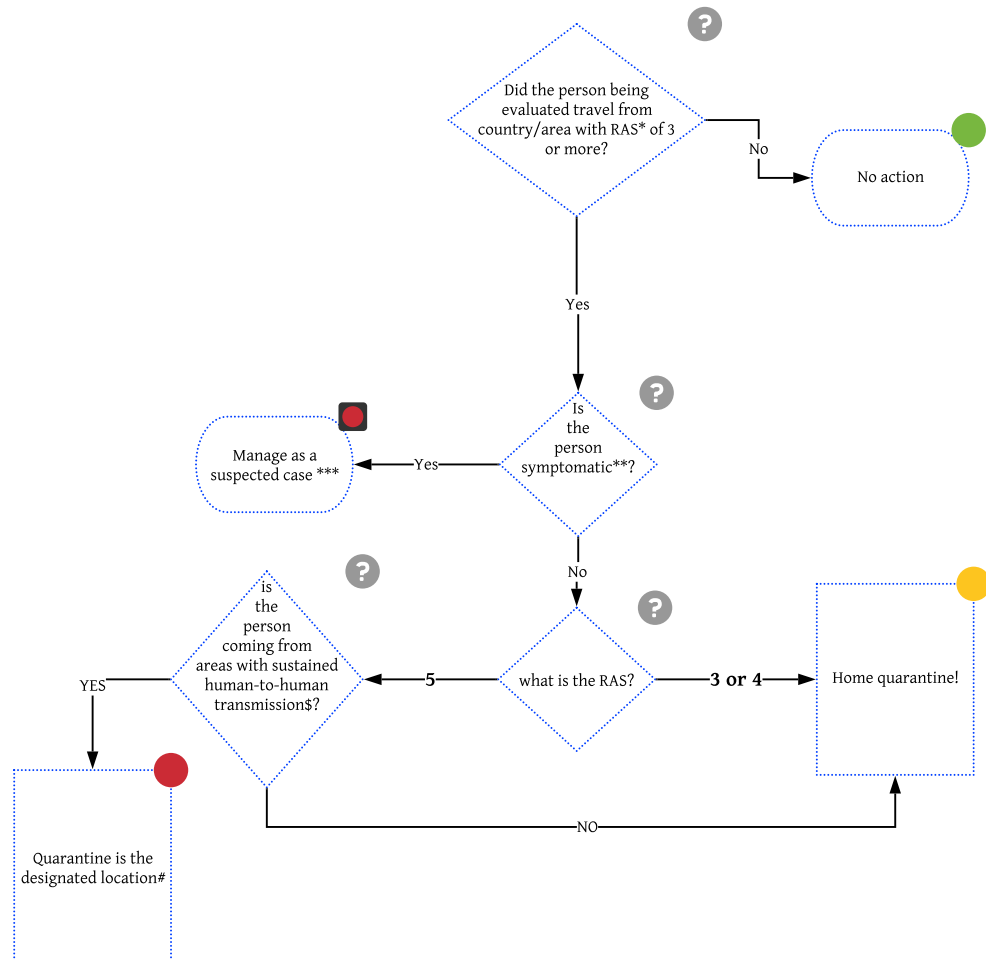 ?
Did the person being
evaluated travel from
country/area with RAS* of 3
or more?
No
No action
Yes
?
Is
the
person
symptomatic**?
Yes
Manage as a
suspected case ***
No
?
is
the
person
coming from
areas with sustained
human-to-human
transmission$?
?
what is the RAS?
5
3 or 4
Home quarantine!
YES
NO
Quarantine is the
designated location#